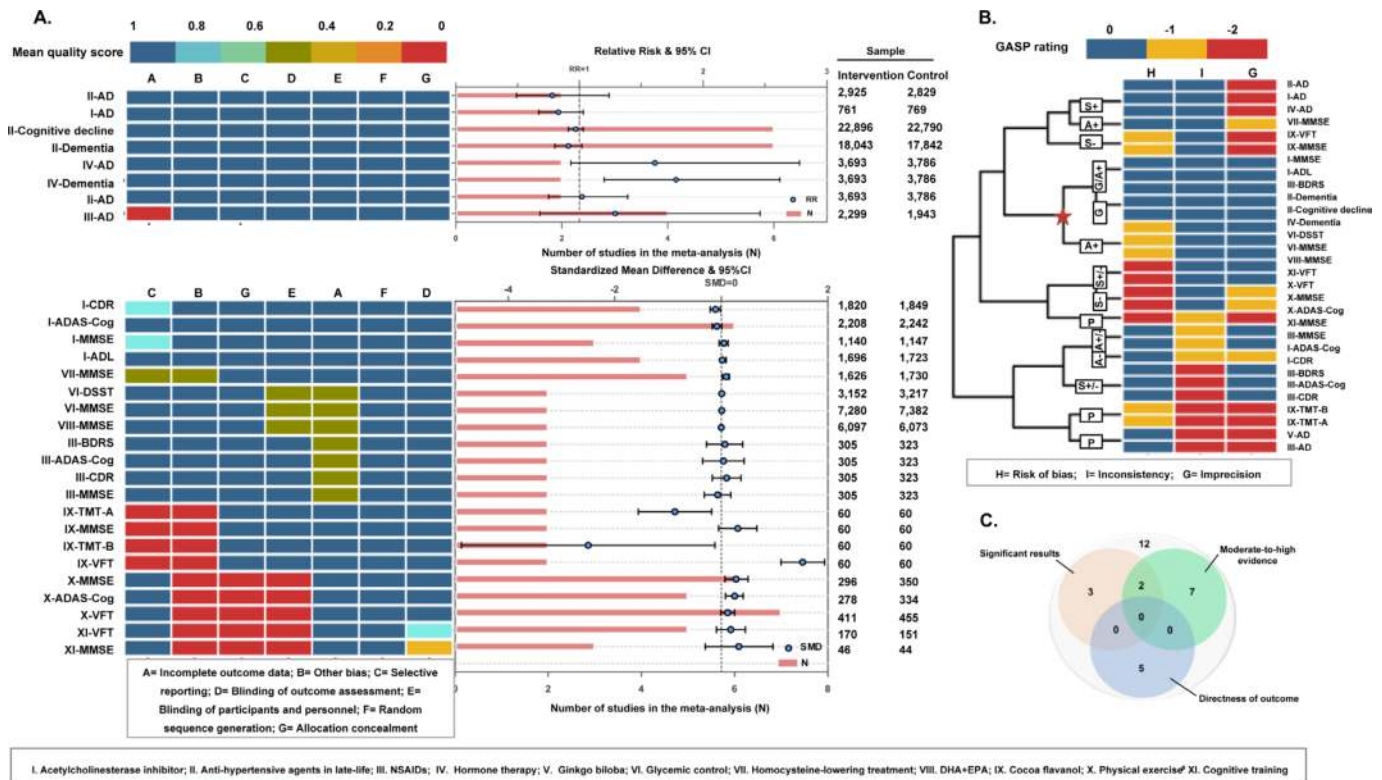 A.
1 0.8 0.6 0.4 0.2 0
Mean quality score
A B C D E F G
II-AD
I-AD
II-Cognitive decline
II-Dementia
IV-AD
IV-Dementia
Ii-AD
III-AD
Relative Risk & 95% CI
0 1 2 3
RR=1
RR
N
0 2 4 6
Number of studies in the meta-analysis (N)
Sample
Intervention Control
2,925 2,829
761 769
22,896 22,790
18,043 17,842
3,693 3,786
3,693 3,786
3,693 3,786
2,299 1,943
C B G E A F D
I-CDR
I-ADAS-Cog
I-MMSE
I-ADL
VII-MMSE
VI-DSST
VI-MMSE
VIII-MMSE
III-BDRS
III-ADAS-Cog
III-CDR
III-MMSE
IX-TMT-A
IX-MMSE
IX-TMT-B
IX-VFT
X-MMSE
X-ADAS-Cog
X-VFT
XI-VFT
XI-MMSE
Standardized Mean Difference & 95%CI
-4 -2 SMD=0 2
SMD
N
0 2 4 6 8
Number of studies in the meta-analysis (N)
1,820 1,849
2,208 2,242
1,140 1,147
1,696 1,723
1,626 1,730
3,152 3,217
7,280 7,382
6,097 6,073
305 323
305 323
305 323
305 323
60 60
60 60
60 60
60 60
296 350
278 334
411 455
170 151
46 44
A= Incomplete outcome data; B= Other bias; C= Selective
reporting; D= Blinding of outcome assessment; E=
Blinding of participants and personnel; F= Random
sequence generation; G= Allocation concealment
B.
0 -1 -2
GASP rating
H I G
S+
A+
S-
G/A+
G
A+
S+/-
S-
P
A+/-
A-
S+/-
P
P
II-AD
I-AD
IV-AD
VII-MMSE
IX-VFT
IX-MMSE
I-MMSE
I-ADL
III-BDRS
II-Dementia
II-Cognitive decline
IV-Dementia
VI-DSST
VI-MMSE
VIII-MMSE
XI-VFT
X-VFT
X-MMSE
X-ADAS-Cog
XI-MMSE
III-MMSE
I-ADAS-Cog
I-CDR
III-BDRS
III-ADAS-Cog
III-CDR
IX-TMT-B
IX-TMT-A
V-AD
III-AD
H= Risk of bias; I= Inconsistency; G= Imprecision
C.
Significant results
12
Moderate-to-high
evidence
3 2 7
0 0 0
5
Directness of outcome
I. Acetylcholinesterase inhibitor; II. Anti-hypertensive agents in late-life; III. NSAIDs; IV. Hormone therapy; V. Ginkgo biloba; VI. Glycemic control; VII. Homocysteine-lowering treatment; VIII. DHA+EPA; IX. Cocoa flavanol; X. Physical exercise XI. Cognitive training